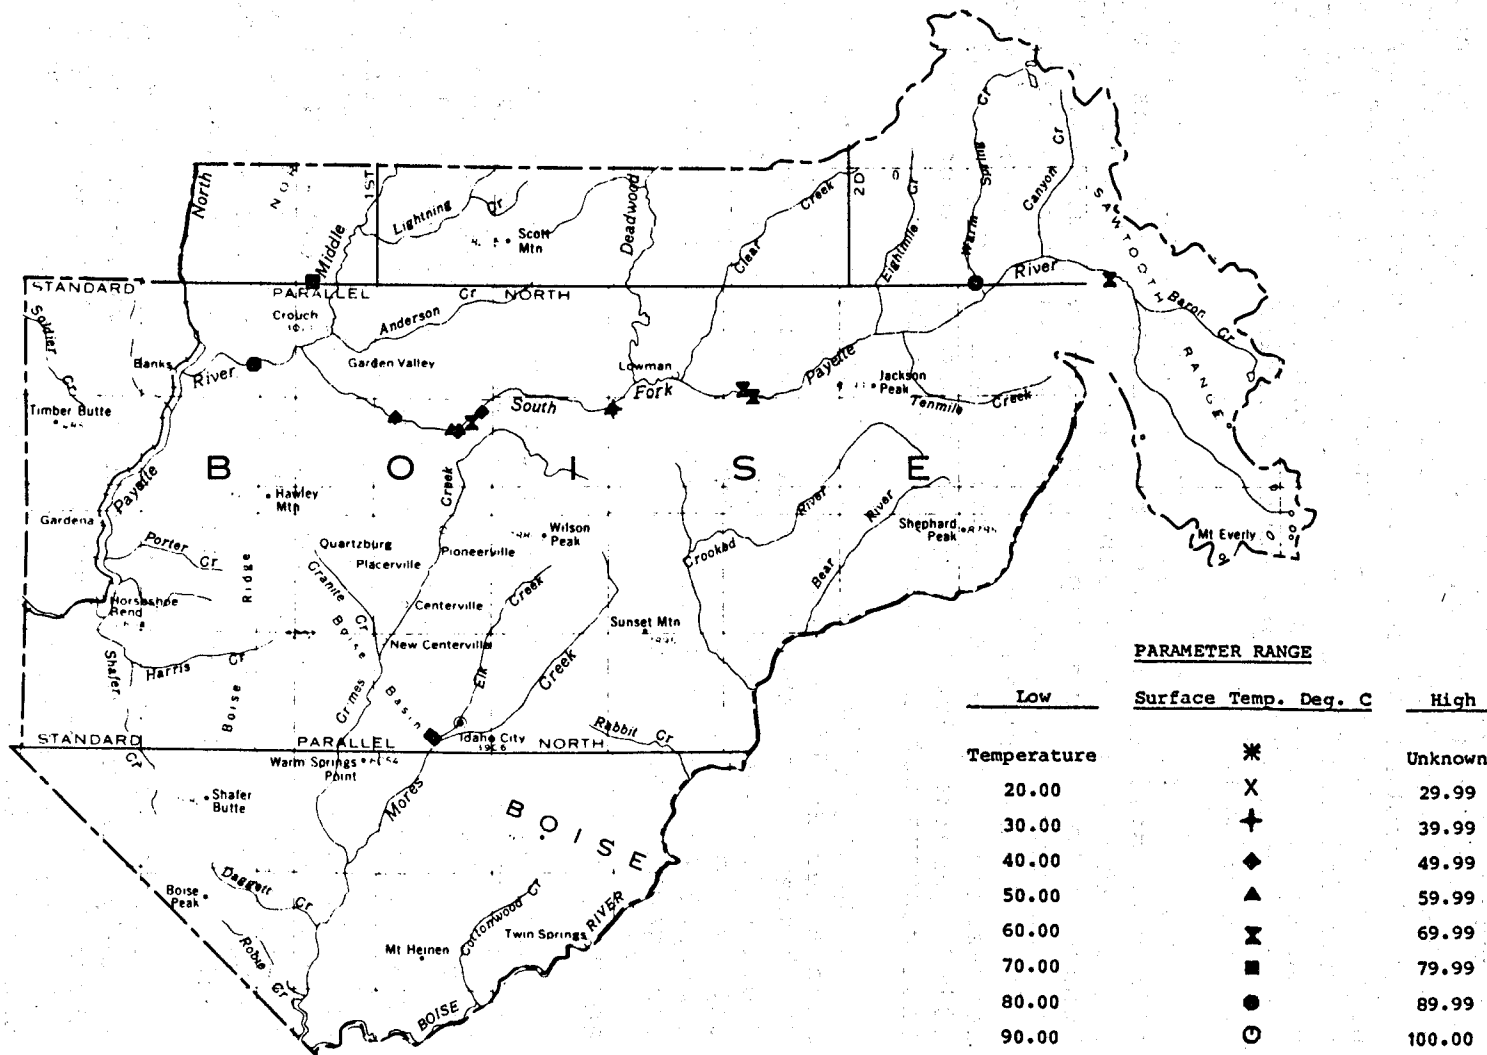 North
1ST
Middle
Lightning
Cr
Scott
Mtn
Deadwood
Clear
Creek
2D
Eightmile
Cr
Warm
Spring
Cr
Canyon
Cr
SAWTOOTH
RANGE
River
Baron
Cr
STANDARD
PARALLEL
NORTH
Soldier
Cr
Crouch
Anderson
Cr
Banks
River
Garden Valley
Lowman
Payette
Jackson
Peak
Timber Butte
South
Fork
Tenmile
Creek
Payette
BOISE
Hawley
Mtn
Creek
River
River
Gardena
Porter
Cr
Ridge
Quartzburg
Placerville
Pioneerville
Wilson
Peak
Crooked
Bear
Shephard
Peak
Mt Everly
Horseshoe
Bend
Granite
Cr
Boise
Centerville
Creek
Sunset Mtn
New Centerville
Shafer
Harris
Cr
Boise
Grimes
Basin
Elk
Creek
Idaho City
Rabbit
Cr
STANDARD
PARALLEL
NORTH
Cr
Warm Springs
Point
Shafer
Butte
Mores
BOISE
Boise
Peak
Daggett
Cr
Robie
Cr
Mt Heinen
Cottonwood
Cr
Twin Springs
BOISE
RIVER
PARAMETER RANGE
Low Surface Temp. Deg. C High
Temperature Unknown
20.00 29.99
30.00 39.99
40.00 49.99
50.00 59.99
60.00 69.99
70.00 79.99
80.00 89.99
90.00 100.00